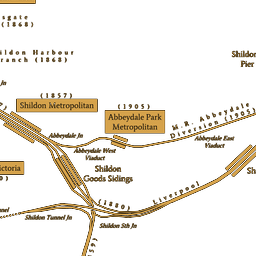 (1868)
Shildon Harbour
(1868)
Shildon
Pier
(1857)
Shildon Metropolitan
(1905)
Abbeydale Park
Metropolitan
M.R. Abbeydale
Diversion (1905)
Abbeydale Jn
Abbeydale West
Viaduct
Abbeydale East
Viaduct
Shildon
Goods Sidings
Liverpool
(1880)
Shildon Tunnel Jn
Shildon Sth Jn